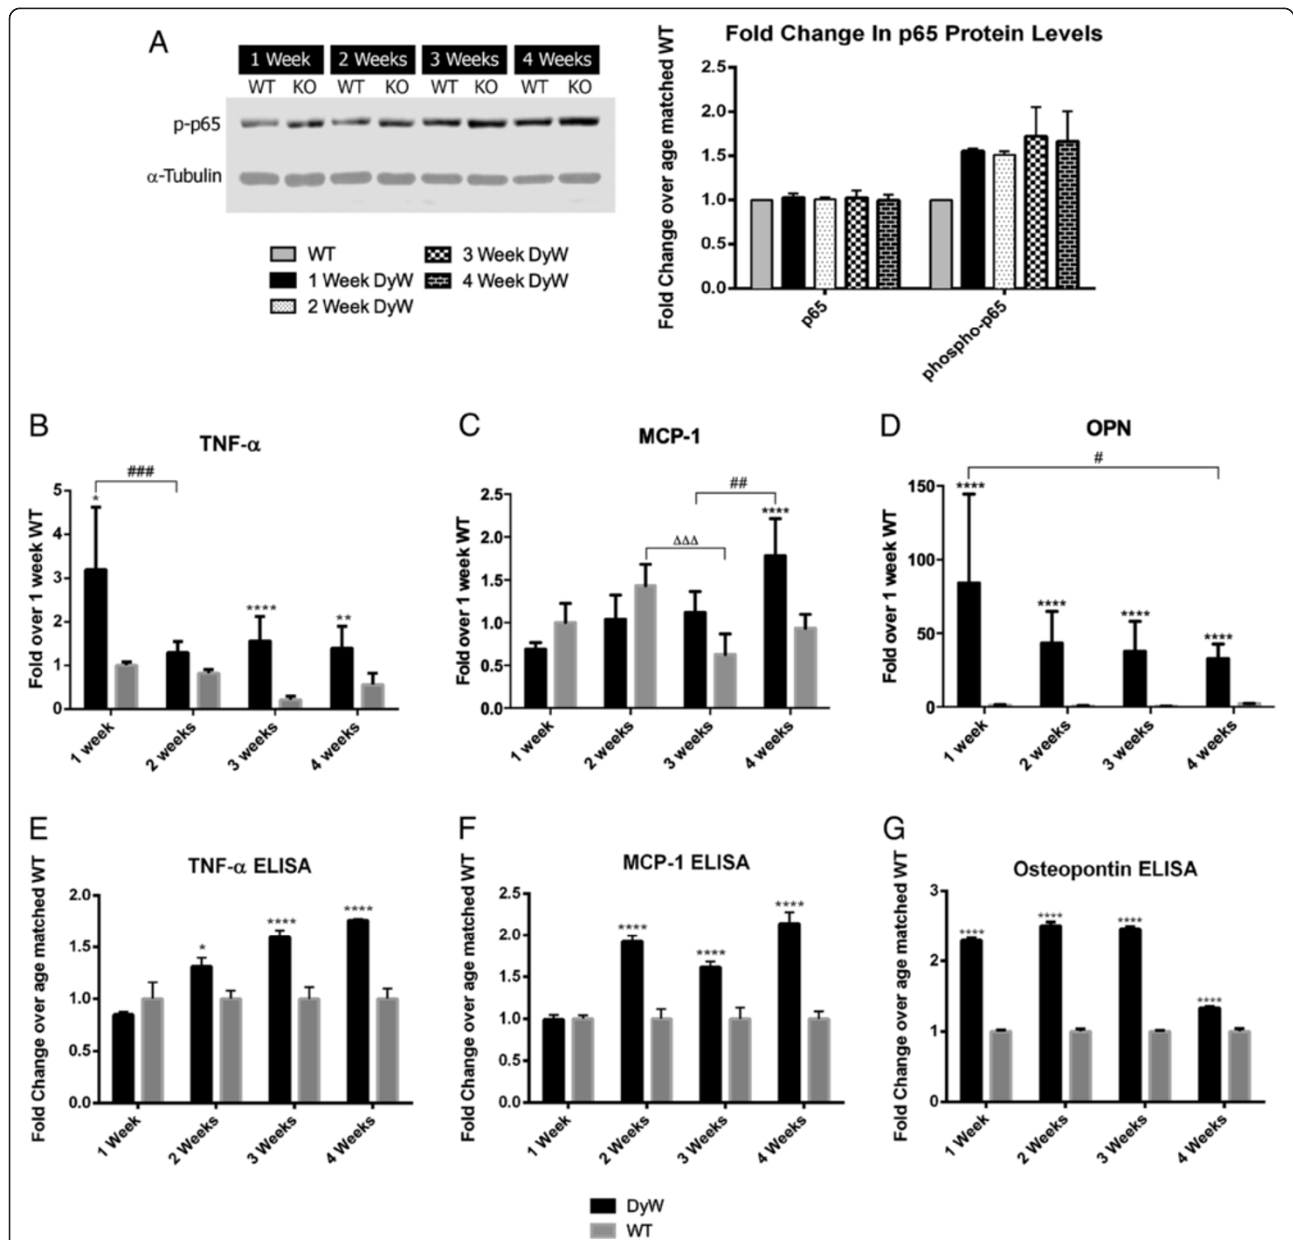 A
1 Week 2 Weeks 3 Weeks 4 Weeks
WT KO WT KO WT KO WT KO
p-p65
α-Tubulin
WT
1 Week DyW
2 Week DyW
3 Week DyW
4 Week DyW
Fold Change In p65 Protein Levels
Fold Change over age matched WT
2.5
2.0
1.5
1.0
0.5
0.0
p65
phospho-p65
B
TNF-α
Fold over 1 week WT
5
4
3
2
1
0
*
###
****
**
1 week
2 weeks
3 weeks
4 weeks
C
MCP-1
Fold over 1 week WT
2.5
2.0
1.5
1.0
0.5
0.0
ΔΔΔ
##
****
1 week
2 weeks
3 weeks
4 weeks
D
OPN
Fold over 1 week WT
150
100
50
0
#
****
****
****
****
1 week
2 weeks
3 weeks
4 weeks
E
TNF-α ELISA
Fold Change over age matched WT
2.0
1.5
1.0
0.5
0.0
*
****
****
1 Week
2 Weeks
3 Weeks
4 Weeks
F
MCP-1 ELISA
Fold Change over age matched WT
2.5
2.0
1.5
1.0
0.5
0.0
****
****
****
1 Week
2 Weeks
3 Weeks
4 Weeks
G
Osteopontin ELISA
Fold Change over age matched WT
3
2
1
0
****
****
****
****
1 Week
2 Weeks
3 Weeks
4 Weeks
DyW
WT